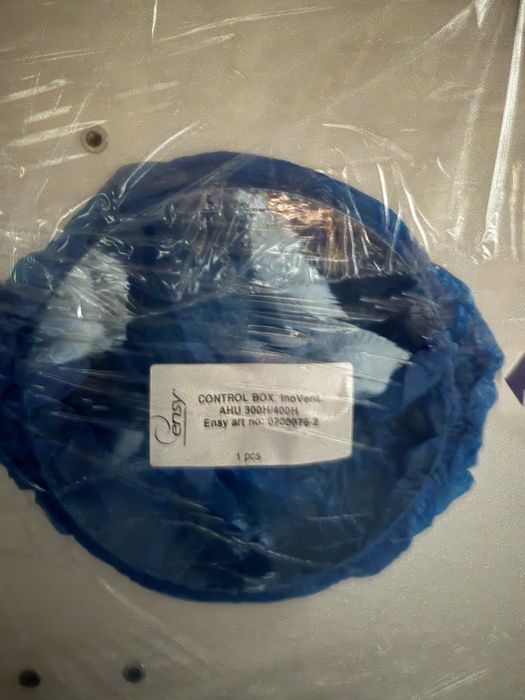 ensy
CONTROL BOX, InoVent,
AHU 300H/400H
Ensy art no: 0200076-2
1 pcs